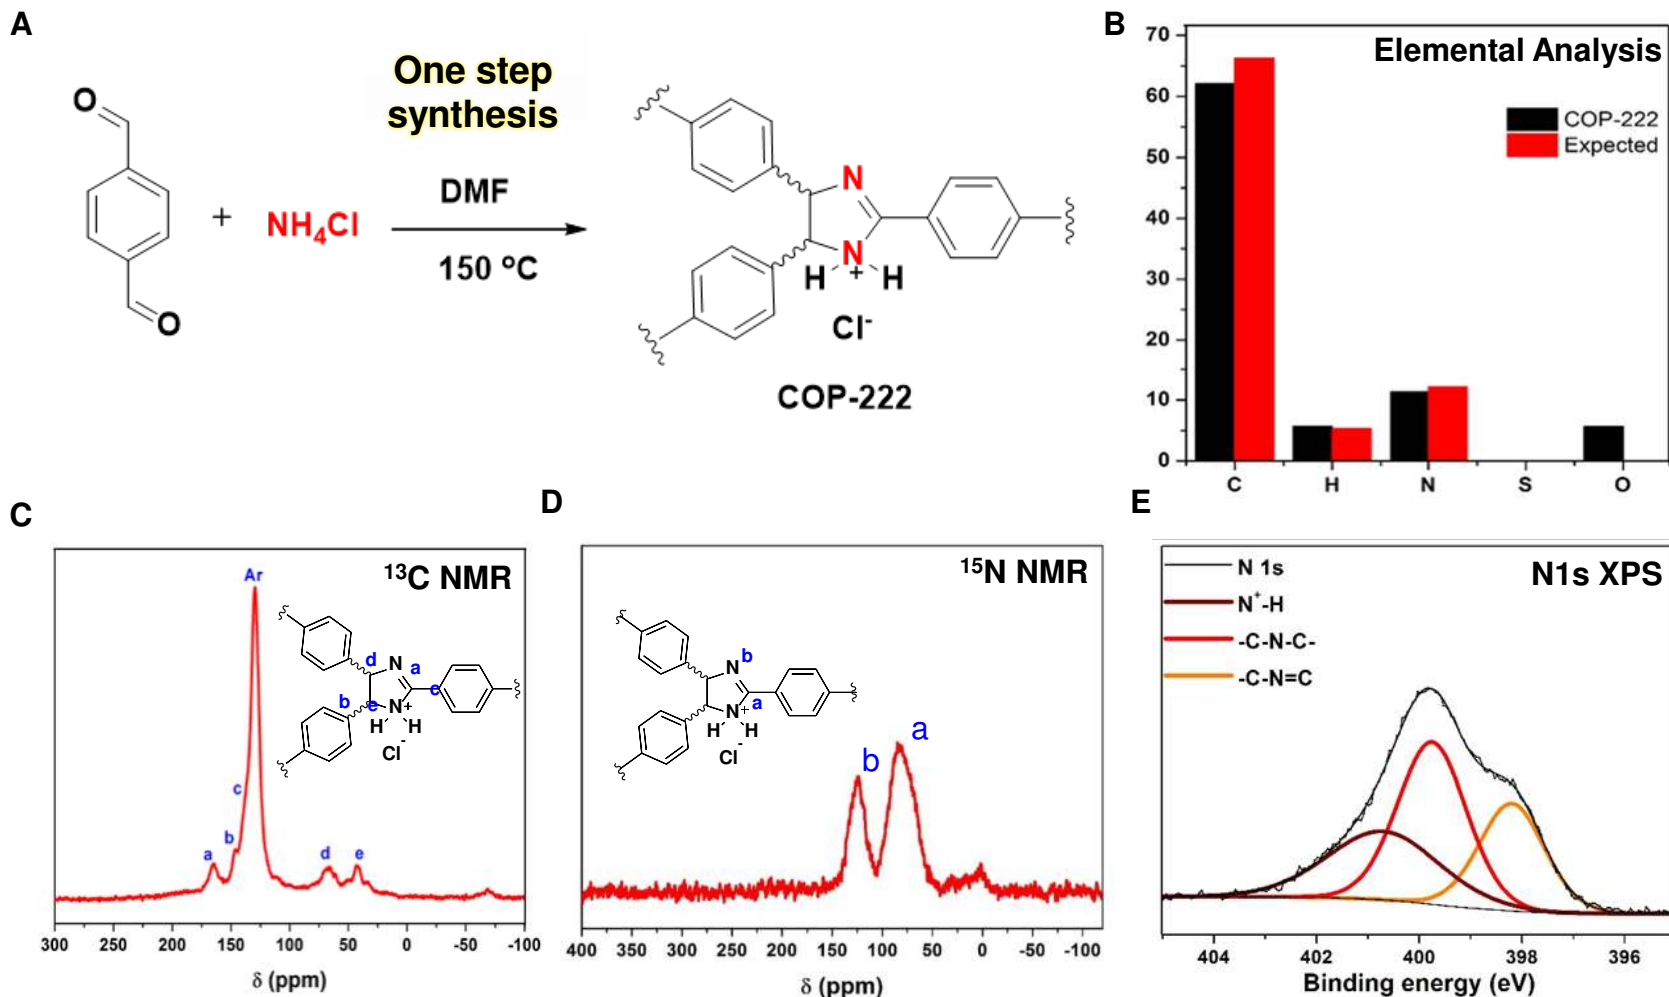 A
One step
synthesis
O
O
+
NH₄Cl
DMF
150 ºC
N
N
+
H
H
Cl⁻
COP-222
B
Elemental Analysis
COP-222
Expected
70
60
50
40
30
20
10
0
C H N S O
C
¹³C NMR
Ar
c
b
a
d
e
d N a
b e N+ c
H H
Cl⁻
300 250 200 150 100 50 0 -50 -100
δ (ppm)
D
¹⁵N NMR
N b
N+ a
H H
Cl⁻
b
a
400 350 300 250 200 150 100 50 0 -50 -100
δ (ppm)
E
N1s XPS
N 1s
N⁺-H
-C-N-C-
-C-N=C
404 402 400 398 396
Binding energy (eV)